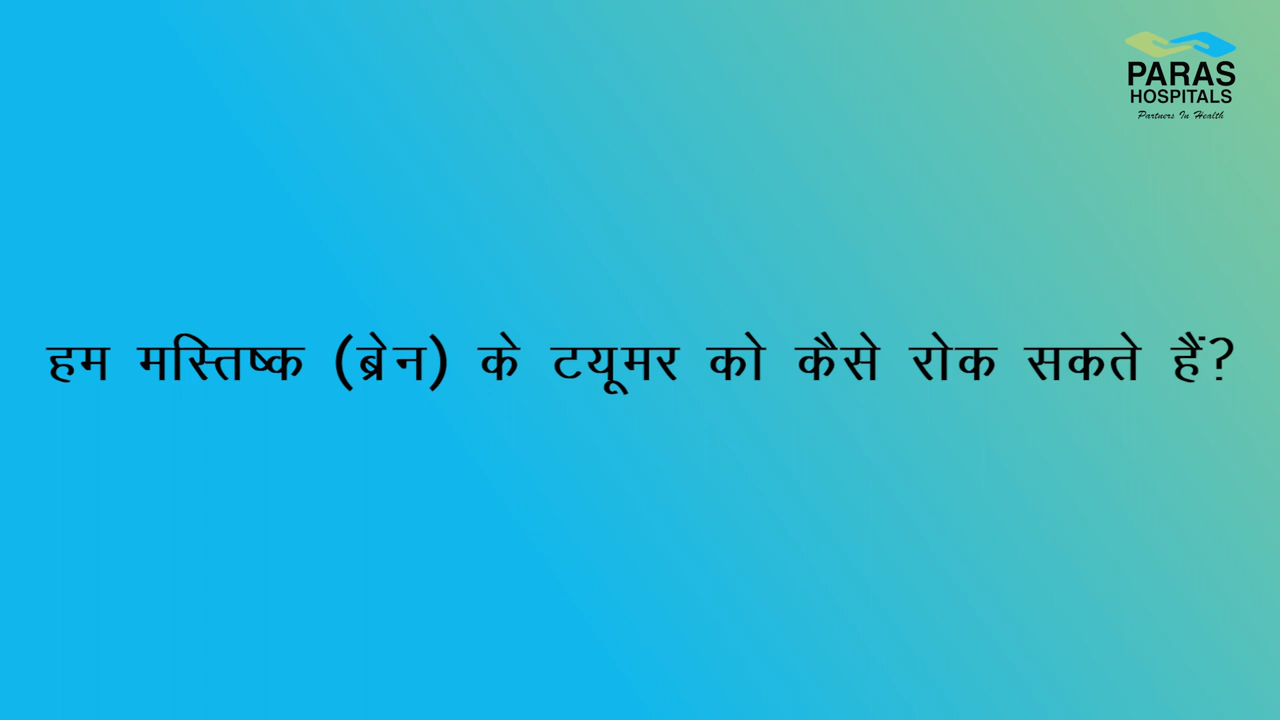 PARAS
HOSPITALS
Partners In Health
हम मस्तिष्क (ब्रेन) के टयूमर को कैसे रोक सकते हैं?